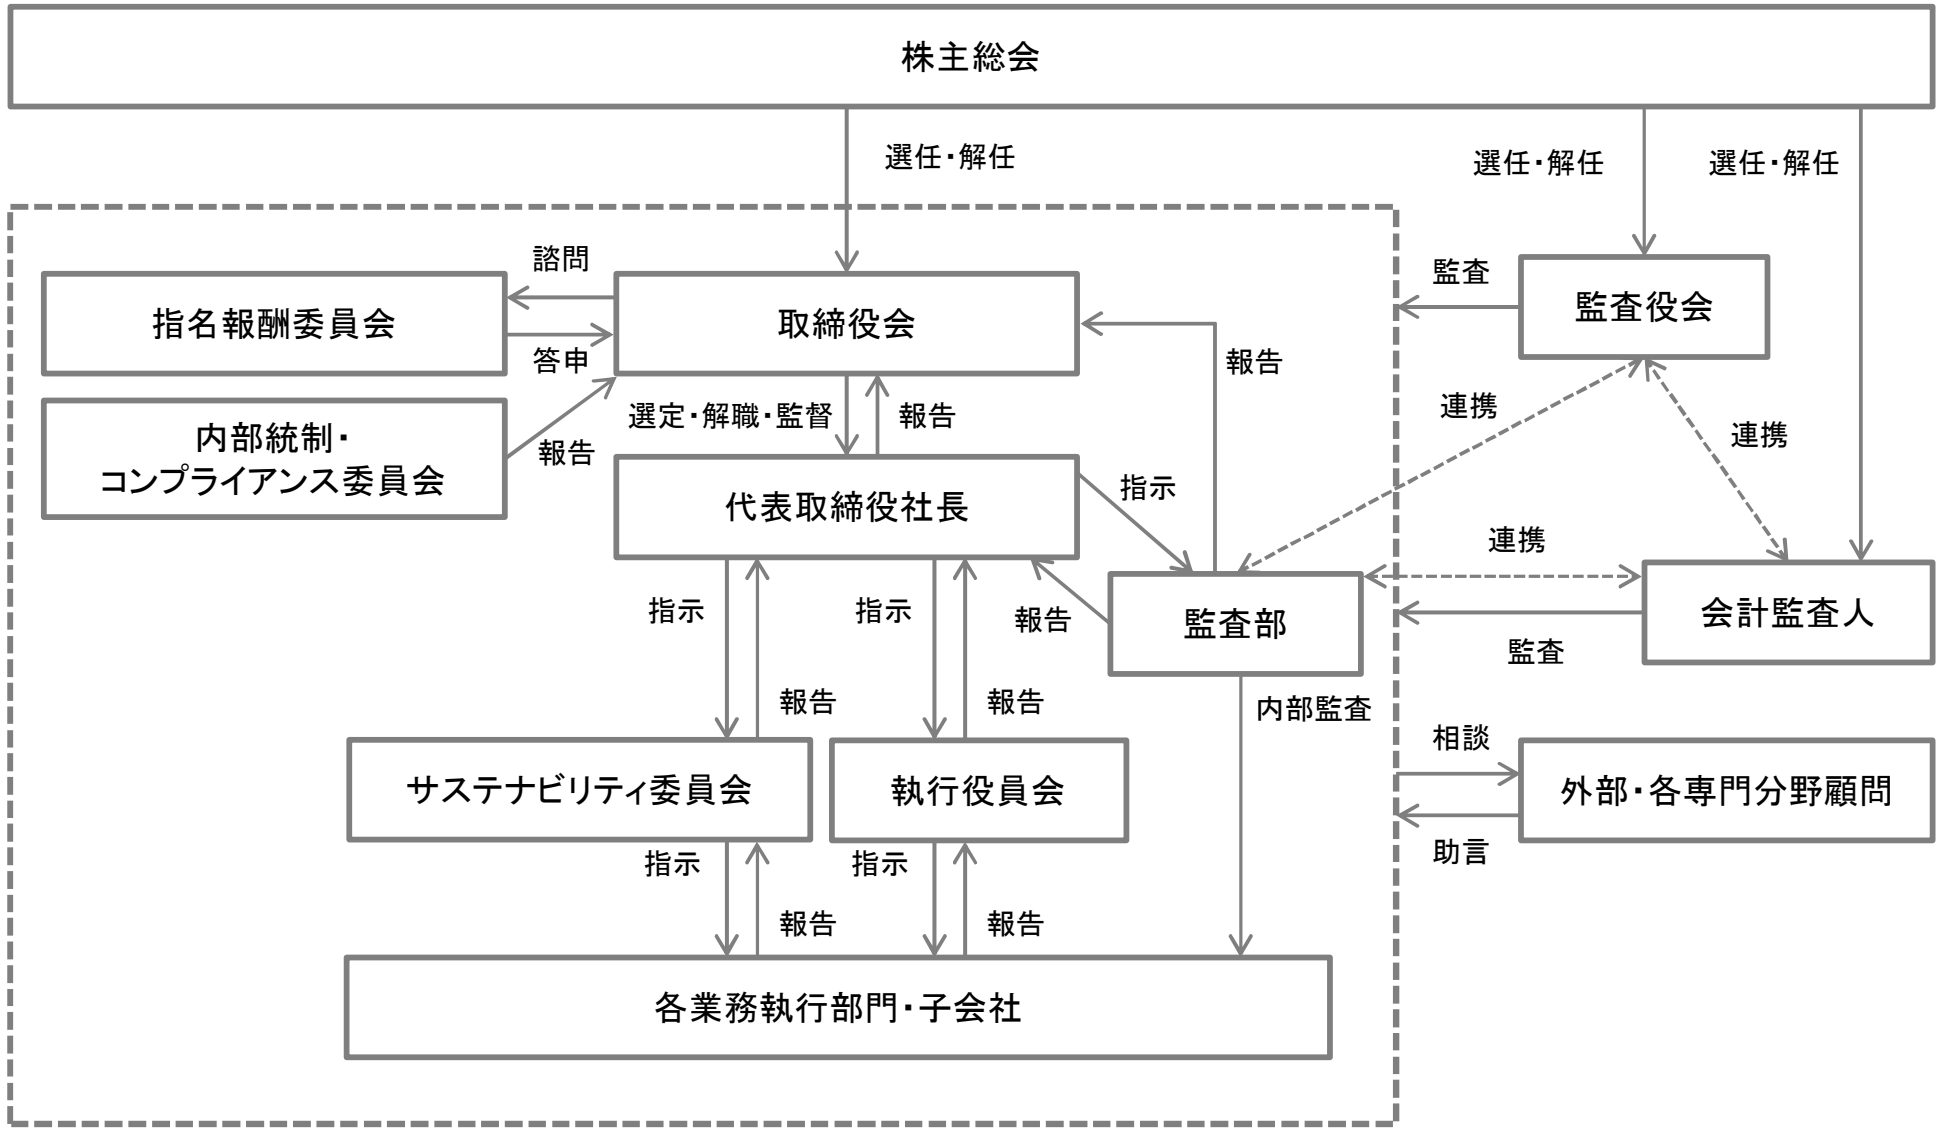 株主総会
選任・解任
選任・解任
選任・解任
諮問
指名報酬委員会
答申
取締役会
監査
監査役会
報告
内部統制・
コンプライアンス委員会
報告
選定・解職・監督
報告
連携
連携
代表取締役社長
指示
連携
指示
報告
指示
報告
報告
監査部
会計監査人
監査
報告
内部監査
相談
サステナビリティ委員会
執行役員会
外部・各専門分野顧問
助言
指示
報告
指示
報告
各業務執行部門・子会社